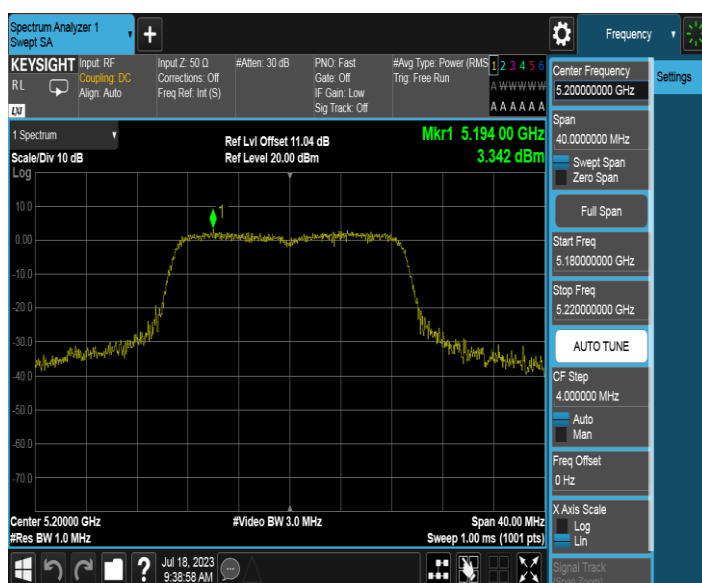 Spectrum Analyzer 1
Swept SA
Frequency
KEYSIGHT
RL
LXI
Input: RF
Coupling: DC
Align: Auto
Input Z: 50 Ω
Corrections: Off
Freq Ref: Int (S)
#Atten: 30 dB
PNO: Fast
Gate: Off
IF Gain: Low
Sig Track: Off
#Avg Type: Power (RMS
Trig: Free Run
1 2 3 4 5 6
A W W W W W
A A A A A A
1 Spectrum
Scale/Div 10 dB
Log
Ref Lvl Offset 11.04 dB
Ref Level 20.00 dBm
Mkr1 5.194 00 GHz
3.342 dBm
1
10.0
0.00
-10.0
-20.0
-30.0
-40.0
-50.0
-60.0
-70.0
Center 5.20000 GHz
#Res BW 1.0 MHz
#Video BW 3.0 MHz
Span 40.00 MHz
Sweep 1.00 ms (1001 pts)
Jul 18, 2023
9:38:58 AM
Center Frequency
5.200000000 GHz
Span
40.0000000 MHz
Swept Span
Zero Span
Full Span
Start Freq
5.180000000 GHz
Stop Freq
5.220000000 GHz
AUTO TUNE
CF Step
4.000000 MHz
Auto
Man
Freq Offset
0 Hz
X Axis Scale
Log
Lin
Signal Track
(Span Zoom)
Settings